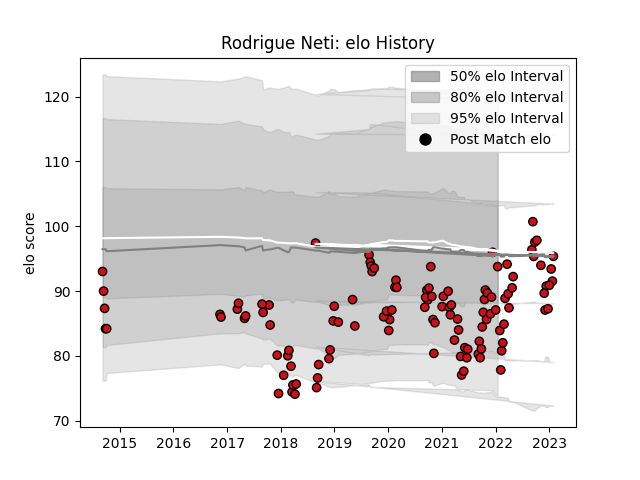 Rodrigue Neti: elo History
50% elo Interval
80% elo Interval
95% elo Interval
Post Match elo
elo score
120
110
100
90
80
70
2015 2016 2017 2018 2019 2020 2021 2022 2023